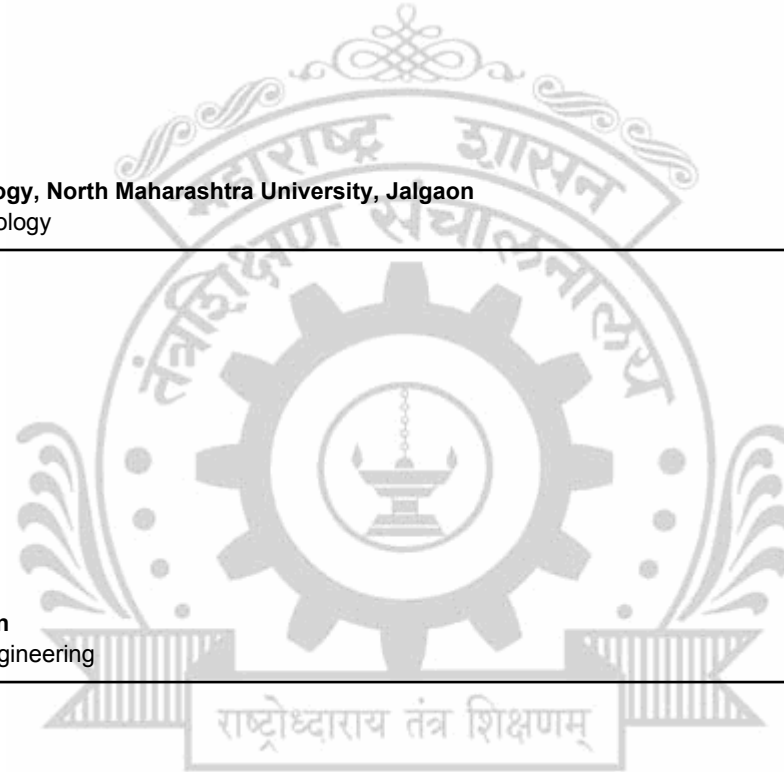 महाराष्ट्र शासन
ogy, North Maharashtra University, Jalgaon
ology
तंत्रशिक्षण संचालनालय
n
gineering
राष्ट्रोध्दाराय तंत्र शिक्षणम्